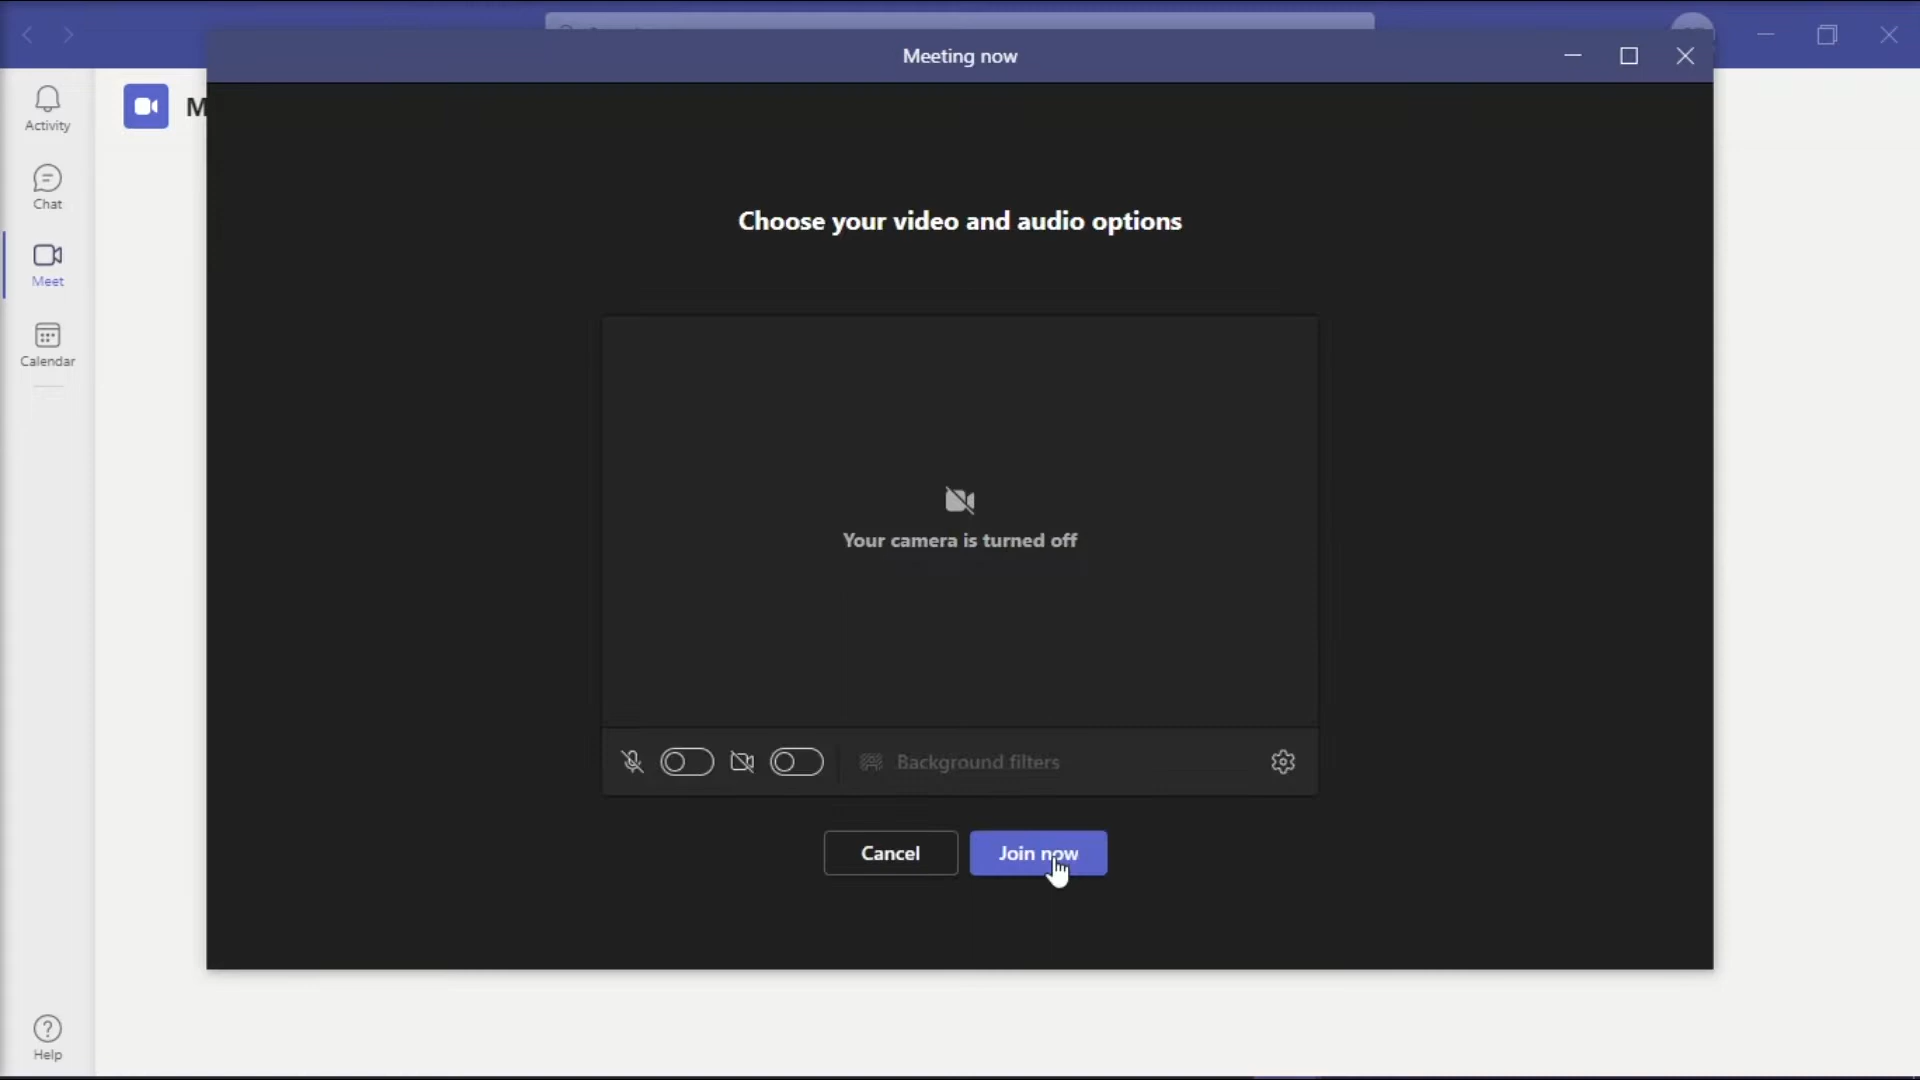 Meeting now
Activity
M
Chat
Choose your video and audio options
Meet
Calendar
Your camera is turned off
Background filters
Cancel
Join now
Help